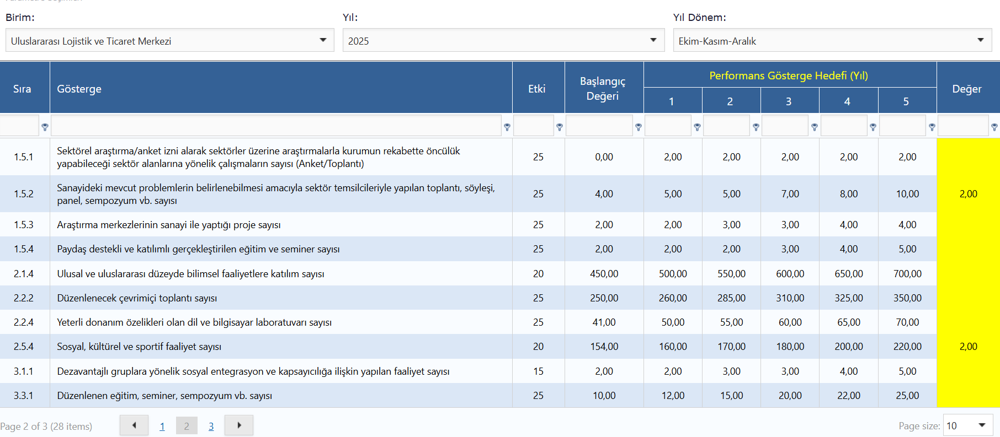 Birim:
Yıl:
Yıl Dönem:
Uluslararası Lojistik ve Ticaret Merkezi
2025
Ekim-Kasım-Aralık
Sıra
Gösterge
Etki
Başlangıç
Değeri
Performans Gösterge Hedefi (Yıl)
1 2 3 4 5
Değer
1.5.1
Sektörel araştırma/anket izni alarak sektörler üzerine araştırmalarla kurumun rekabette öncülük
yapabileceği sektör alanlarına yönelik çalışmaların sayısı (Anket/Toplantı)
25 0,00 2,00 2,00 2,00 2,00 2,00
1.5.2
Sanayideki mevcut problemlerin belirlenebilmesi amacıyla sektör temsilcileriyle yapılan toplantı, söyleşi,
panel, sempozyum vb. sayısı
25 4,00 5,00 5,00 7,00 8,00 10,00 2,00
1.5.3 Araştırma merkezlerinin sanayi ile yaptığı proje sayısı 25 2,00 2,00 3,00 3,00 4,00 4,00
1.5.4 Paydaş destekli ve katılımlı gerçekleştirilen eğitim ve seminer sayısı 25 2,00 2,00 2,00 3,00 4,00 5,00
2.1.4 Ulusal ve uluslararası düzeyde bilimsel faaliyetlere katılım sayısı 20 450,00 500,00 550,00 600,00 650,00 700,00
2.2.2 Düzenlenecek çevrimiçi toplantı sayısı 25 250,00 260,00 285,00 310,00 325,00 350,00
2.2.4 Yeterli donanım özelikleri olan dil ve bilgisayar laboratuvarı sayısı 25 41,00 50,00 55,00 60,00 65,00 70,00
2.5.4 Sosyal, kültürel ve sportif faaliyet sayısı 20 154,00 160,00 170,00 180,00 200,00 220,00 2,00
3.1.1 Dezavantajlı gruplara yönelik sosyal entegrasyon ve kapsayıcılığa ilişkin yapılan faaliyet sayısı 15 2,00 2,00 3,00 3,00 4,00 5,00
3.3.1 Düzenlenen eğitim, seminer, sempozyum vb. sayısı 25 10,00 12,00 15,00 20,00 22,00 25,00
Page 2 of 3 (28 items) 1 2 3 Page size: 10